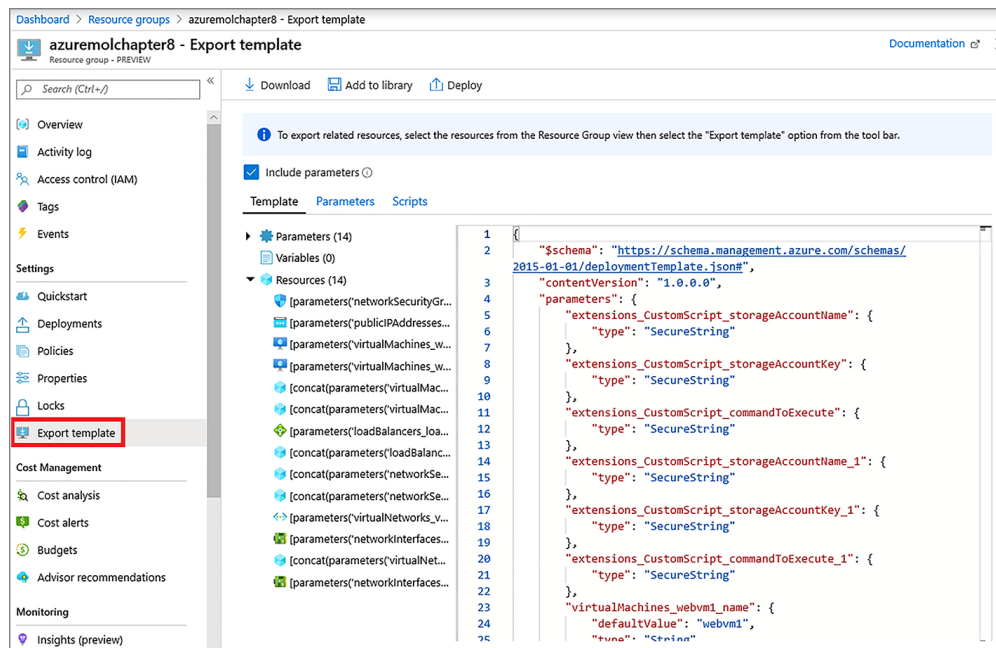 Dashboard > Resource groups > azuremolchapter8 - Export template
azuremolchapter8 - Export template
Resource group - PREVIEW
Documentation
Search (Ctrl+/)
«
Overview
Activity log
Access control (IAM)
Tags
Events
Settings
Quickstart
Deployments
Policies
Properties
Locks
Export template
Cost Management
Cost analysis
Cost alerts
Budgets
Advisor recommendations
Monitoring
Insights (preview)
Download Add to library Deploy
To export related resources, select the resources from the Resource Group view then select the "Export template" option from the tool bar.
Include parameters
Template Parameters Scripts
Parameters (14)
Variables (0)
Resources (14)
[parameters('networkSecurityGr...
[parameters('publicIPAddresses...
[parameters('virtualMachines_w...
[parameters('virtualMachines_w...
[concat(parameters('virtualMac...
[concat(parameters('virtualMac...
[parameters('loadBalancers_loa...
[concat(parameters('loadBalanc...
[concat(parameters('networkSe...
[concat(parameters('networkSe...
[parameters('virtualNetworks_v...
[parameters('networkInterfaces...
[concat(parameters('virtualNet...
[parameters('networkInterfaces...
1 {
2 "$schema": "https://schema.management.azure.com/schemas/
2015-01-01/deploymentTemplate.json#",
3 "contentVersion": "1.0.0.0",
4 "parameters": {
5 "extensions_CustomScript_storageAccountName": {
6 "type": "SecureString"
7 },
8 "extensions_CustomScript_storageAccountKey": {
9 "type": "SecureString"
10 },
11 "extensions_CustomScript_commandToExecute": {
12 "type": "SecureString"
13 },
14 "extensions_CustomScript_storageAccountName_1": {
15 "type": "SecureString"
16 },
17 "extensions_CustomScript_storageAccountKey_1": {
18 "type": "SecureString"
19 },
20 "extensions_CustomScript_commandToExecute_1": {
21 "type": "SecureString"
22 },
23 "virtualMachines_webvm1_name": {
24 "defaultValue": "webvm1",
25 "type": "String"